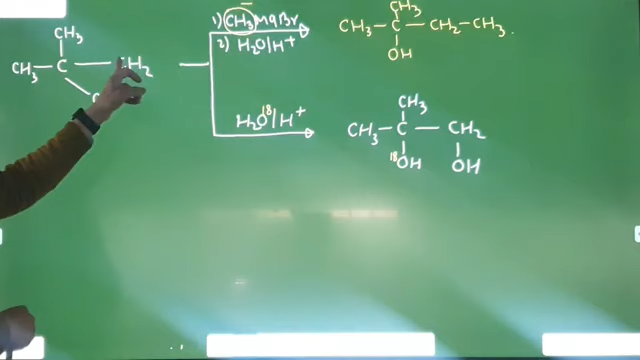 CH3
CH3 – C — CH2
1) CH3MgBr
2) H2O/H+
CH3
CH3 – C – CH2 – CH3.
OH
H2O18/H+
CH3
CH3 – C — CH2
18OH OH